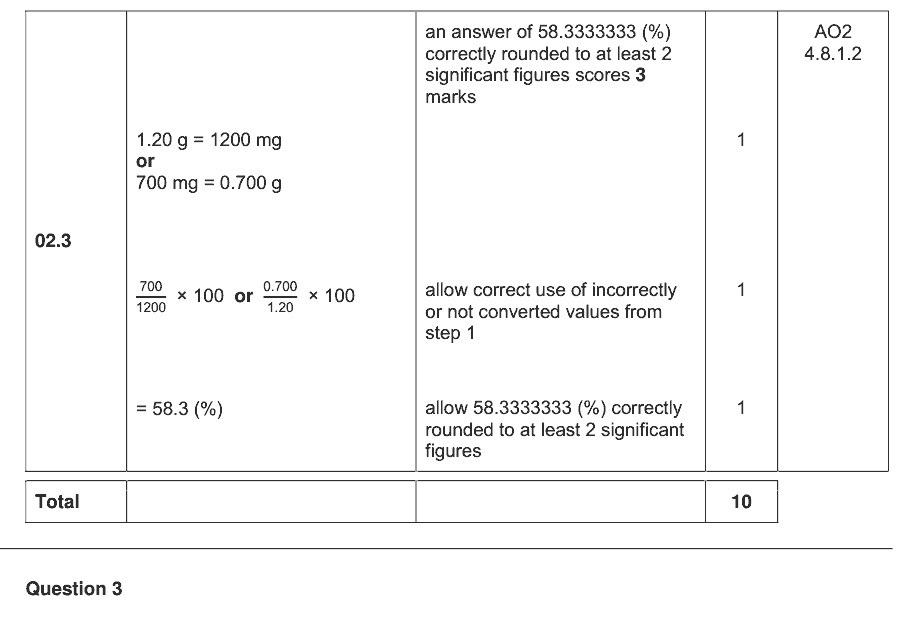 an answer of 58.3333333 (%) AO2
correctly rounded to at least 2 4.8.1.2
significant figures scores 3
marks
1.20 g = 1200 mg 1
or
700 mg = 0.700 g
02.3
700/1200 × 100 or 0.700/1.20 × 100 allow correct use of incorrectly 1
or not converted values from
step 1
= 58.3 (%) allow 58.3333333 (%) correctly 1
rounded to at least 2 significant
figures
Total 10
Question 3